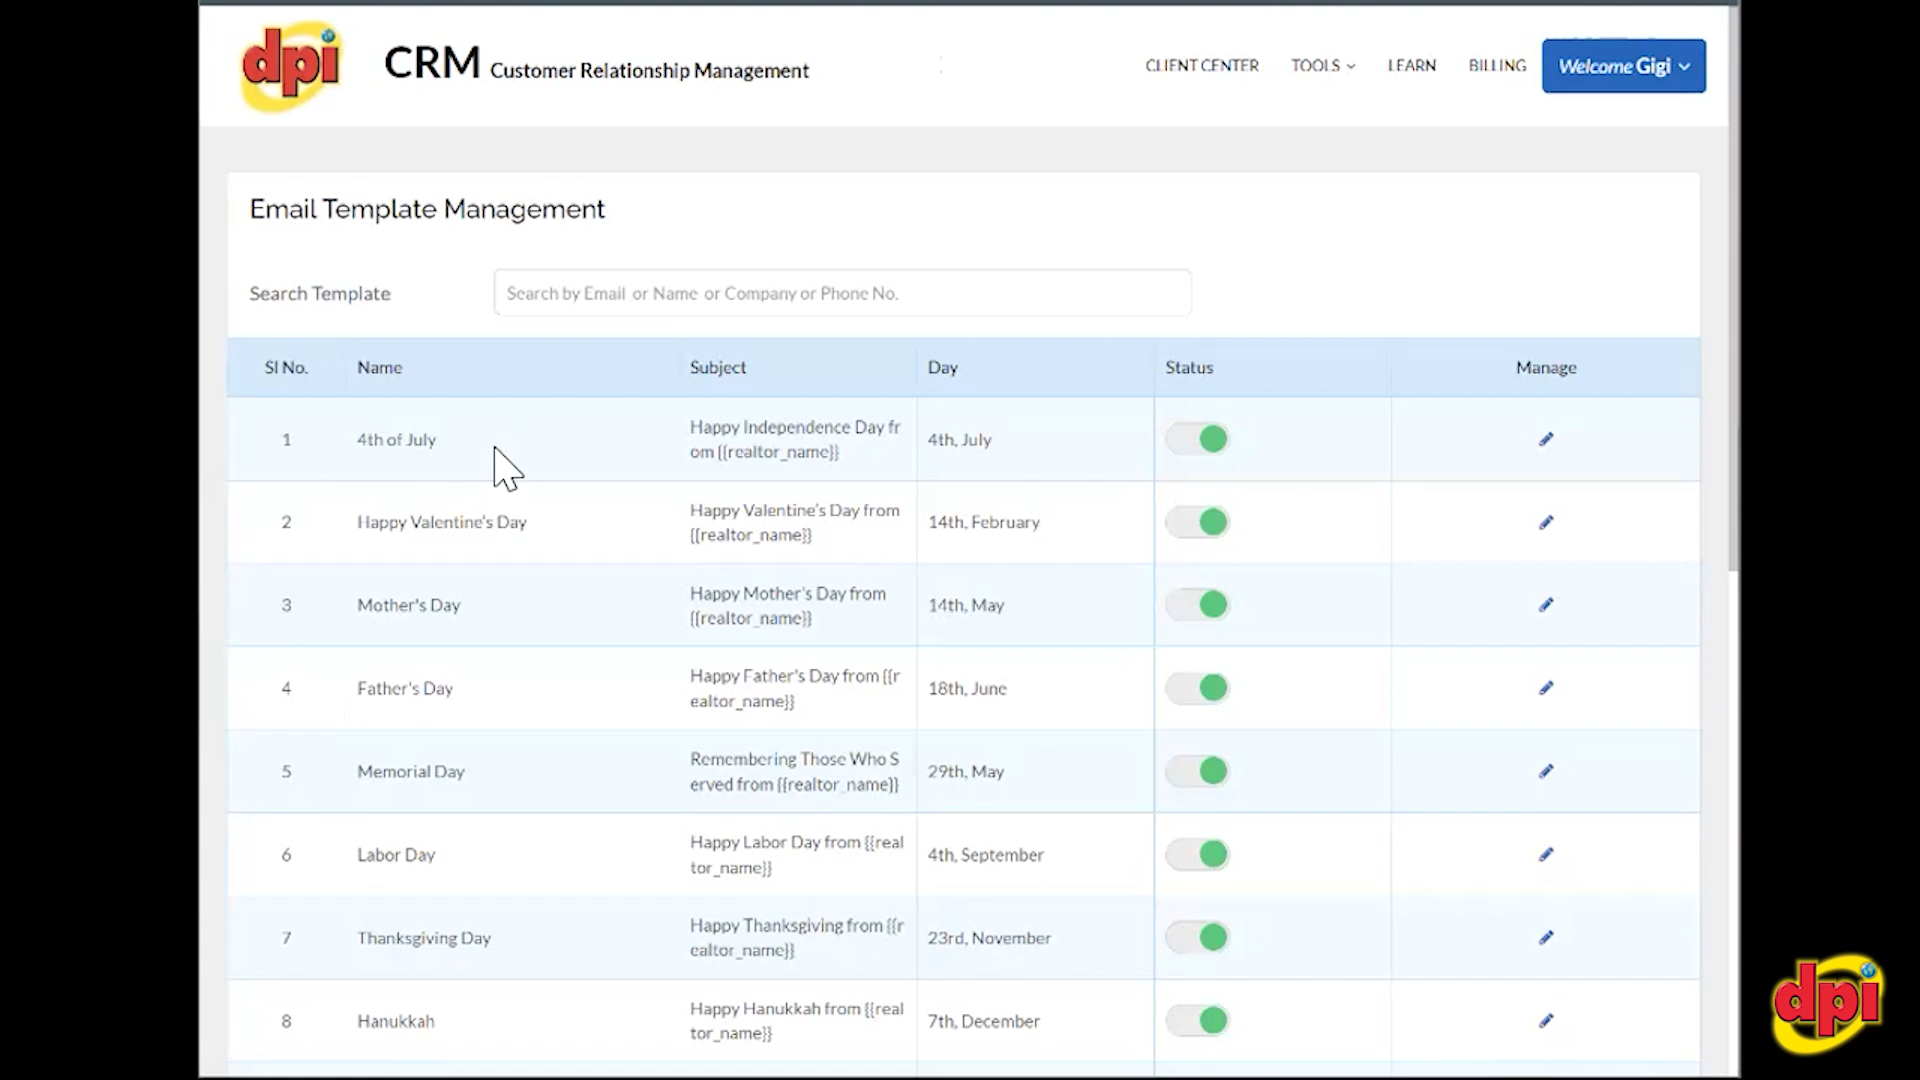 dpi
CRM Customer Relationship Management
CLIENT CENTER
TOOLS
LEARN
BILLING
Welcome Gigi
Email Template Management
Search Template
Search by Email or Name or Company or Phone No.
Sl No. Name Subject Day Status Manage
1 4th of July
Happy Independence Day fr
om {{realtor_name}}
4th, July
2 Happy Valentine's Day
Happy Valentine's Day from
{{realtor_name}}
14th, February
3 Mother's Day
Happy Mother's Day from
{{realtor_name}}
14th, May
4 Father's Day
Happy Father's Day from {{r
ealtor_name}}
18th, June
5 Memorial Day
Remembering Those Who S
erved from {{realtor_name}}
29th, May
6 Labor Day
Happy Labor Day from {{real
tor_name}}
4th, September
7 Thanksgiving Day
Happy Thanksgiving from {{r
ealtor_name}}
23rd, November
8 Hanukkah
Happy Hanukkah from {{real
tor_name}}
7th, December
dpi